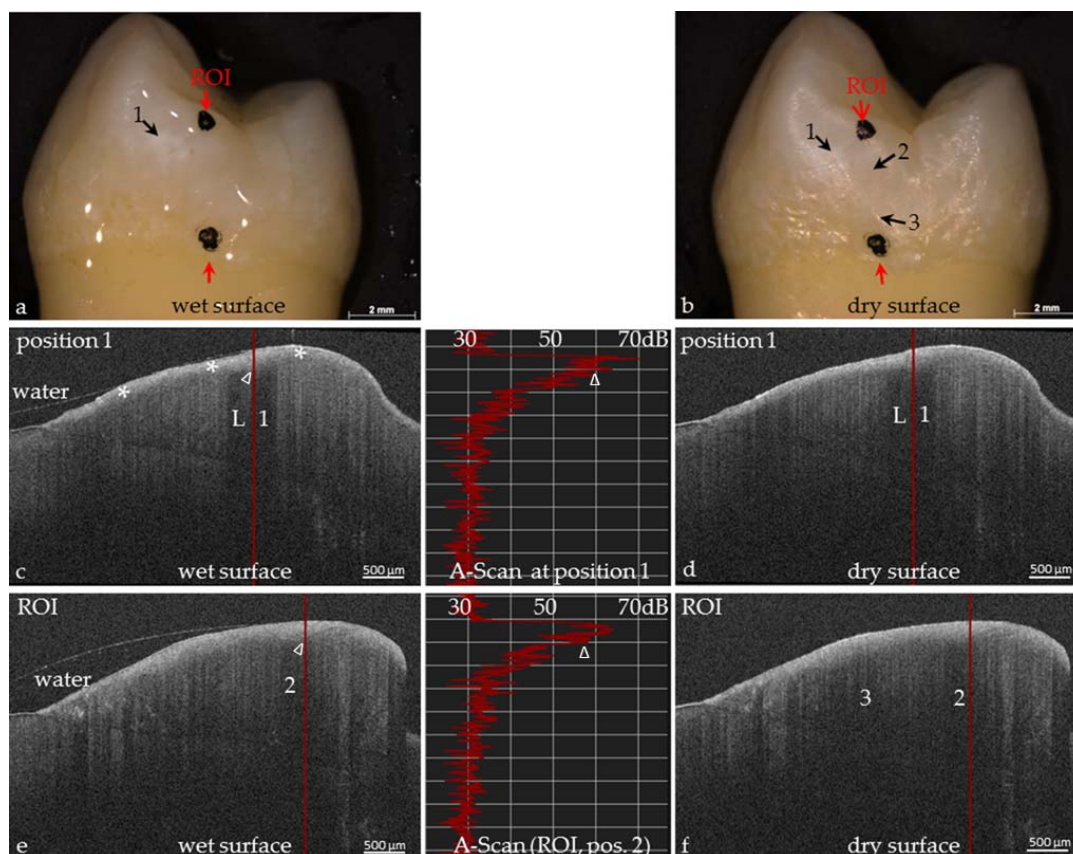 ROI
1
a
wet surface
2 mm
ROI
1
2
3
b
dry surface
2 mm
position 1
water
* * *
L 1
c
wet surface
500 µm
30 50 70dB
Δ
A-Scan at position 1
position 1
L 1
d
dry surface
500 µm
ROI
water
2
e
wet surface
500 µm
30 50 70dB
Δ
A-Scan (ROI, pos. 2)
ROI
3 2
f
dry surface
500 µm